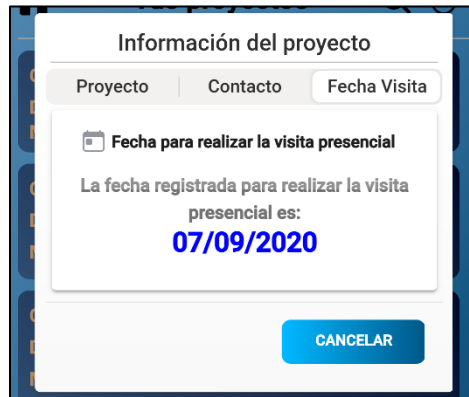 Información del proyecto
Proyecto Contacto Fecha Visita
Fecha para realizar la visita presencial
La fecha registrada para realizar la visita
presencial es:
07/09/2020
CANCELAR